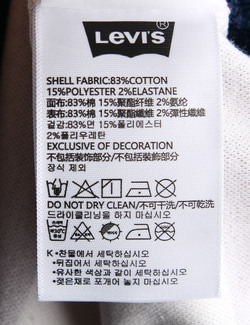 LEVI'S
SHELL FABRIC:83%COTTON
15%POLYESTER 2%ELASTANE
面布:83%棉 15%聚酯纤维 2%氨纶
表布:83%棉 15%聚酯纖維 2%彈性纖維
겉감:83%면 15%폴리에스터
2%폴리우레탄
EXCLUSIVE OF DECORATION
不包括装饰部分/不包括裝飾部分
장식 제외
DO NOT DRY CLEAN/不可干洗/不可乾洗
드라이클리닝을 하지 마십시오
K •찬물에서 세탁하십시오
•뒤집어서 세탁하십시오
•유사한 색상과 같이 세탁하십시오
•젖은채로 포개어 놓지 마십시오